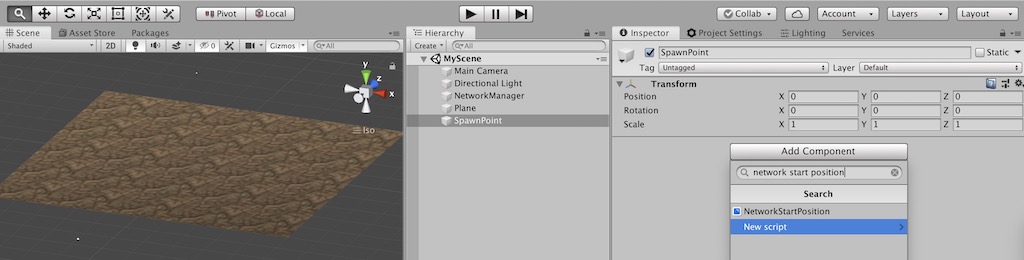 Pivot Local Collab Account Layers Layout
Scene Asset Store Packages
Shaded 2D 0 Gizmos All
y
z
x
Iso
Hierarchy
Create All
MyScene
Main Camera
Directional Light
NetworkManager
Plane
SpawnPoint
Inspector Project Settings Lighting Services
SpawnPoint Static
Tag Untagged Layer Default
Transform
Position X 0 Y 0 Z 0
Rotation X 0 Y 0 Z 0
Scale X 1 Y 1 Z 1
Add Component
network start position
Search
NetworkStartPosition
New script